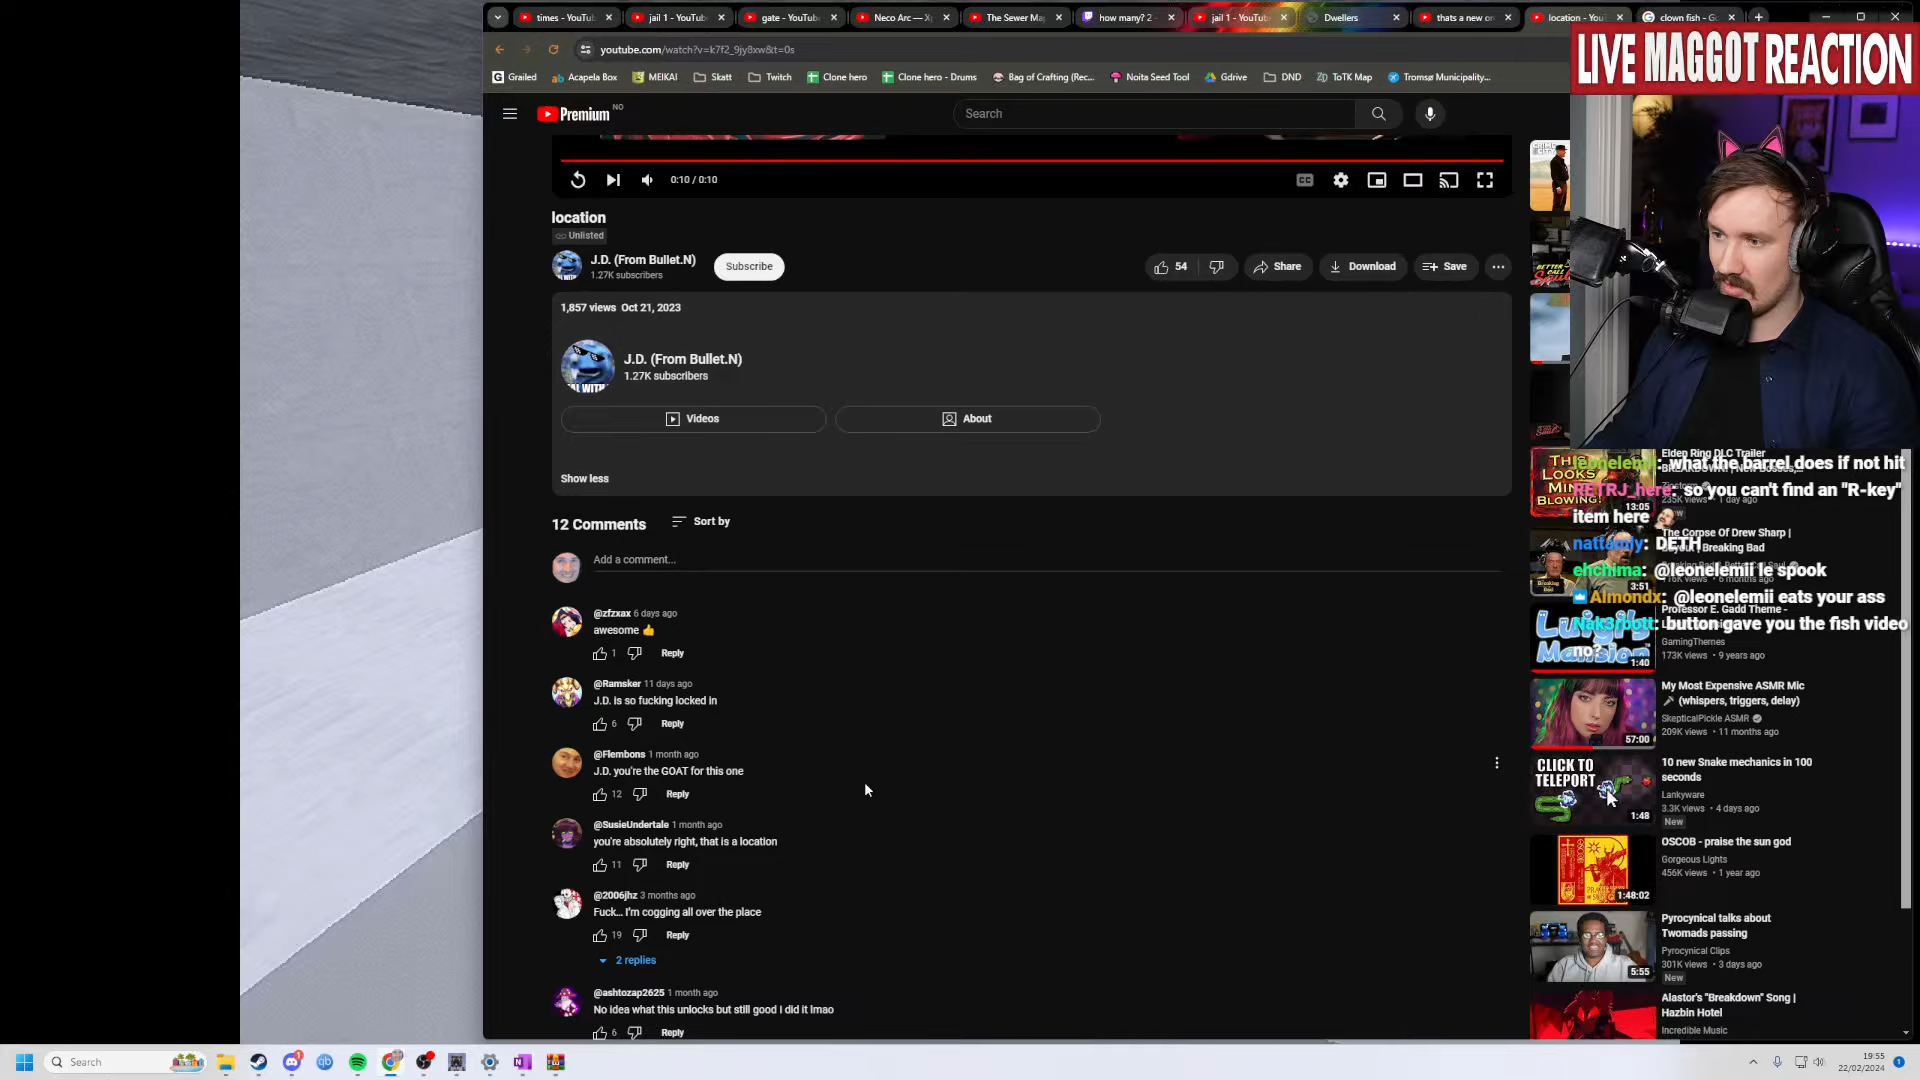 times - YouTub
jail 1 - YouTub
gate - YouTub
Neco Arc —
The Sewer Ma
how many? 2 -
jail 1 - YouTub
Dwellers
thats a new
location - You
clown fish -
youtube.com/watch?v=k7f2_9jy8xw&t=0s
Grailed
Acapela Box
MEIKAI
Skatt
Twitch
Clone hero
Clone hero - Drums
Bag of Crafting (Rec...
Noita Seed Tool
Gdrive
DND
ToTK Map
Tromsø Municipality...
LIVE MAGGOT REACTION
Premium NO
Search
0:10 / 0:10
location
Unlisted
J.D. (From Bullet.N)
1.27K subscribers
Subscribe
54
Share
Download
Save
1,857 views Oct 21, 2023
J.D. (From Bullet.N)
1.27K subscribers
Videos
About
Show less
12 Comments
Sort by
Add a comment...
@zfzxax 6 days ago
awesome 👍
1 Reply
@Ramsker 11 days ago
J.D. is so fucking locked in
6 Reply
@Flembons 1 month ago
J.D. you're the GOAT for this one
12 Reply
@SusieUndertale 1 month ago
you're absolutely right, that is a location
11 Reply
@2006jhz 3 months ago
Fuck... I'm cogging all over the place
19 Reply
2 replies
@ashtozap2625 1 month ago
No idea what this unlocks but still good I did it lmao
6 Reply
Elden Ring DLC Trailer
leonelemii: what the barrel does if not hit
RETRJ_here: so you can't find an "R-key"
item here
nattamly: DETH
ehchima: @leonelemii le spook
Almondx: @leonelemii eats your ass
Nak3rbott: button gave you the fish video
no?
THIS
LOOKS
MIND
BLOWING!
13:05
The Corpse Of Drew Sharp |
Breaking Bad
3:51
Professor E. Gadd Theme -
Luigi's
Mansion
GamingThemes
173K views • 9 years ago
1:40
My Most Expensive ASMR Mic
(whispers, triggers, delay)
SkepticalPickle ASMR
209K views • 11 months ago
57:00
CLICK TO
TELEPORT
10 new Snake mechanics in 100
seconds
Lankyware
3.3K views • 4 days ago
New
1:48
OSCOB - praise the sun god
Gorgeous Lights
456K views • 1 year ago
1:48:02
Pyrocynical talks about
Twomads passing
Pyrocynical Clips
301K views • 3 days ago
New
5:55
Alastor's "Breakdown" Song |
Hazbin Hotel
Incredible Music
Search
19:55
22/02/2024